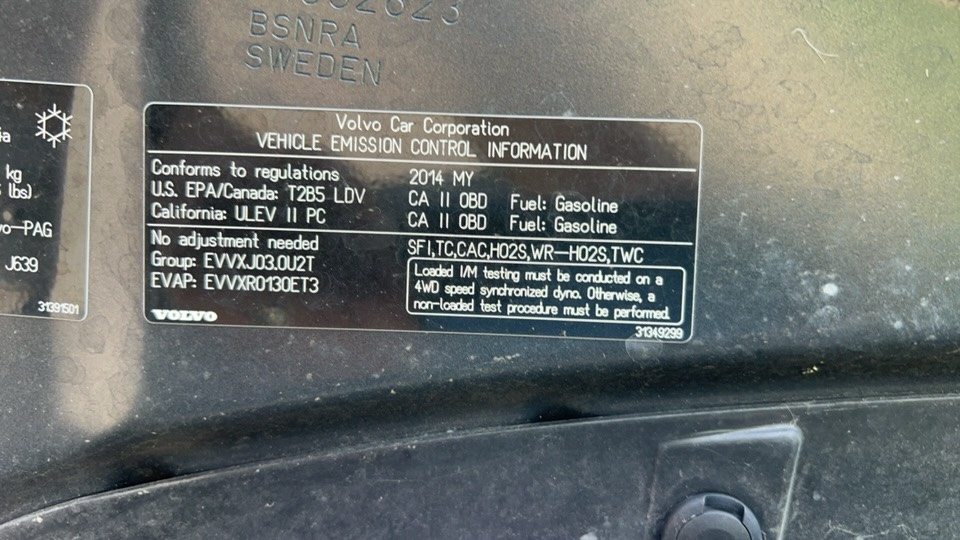 BSNRA
SWEDEN
kg
lbs)
J639
31391501
Volvo Car Corporation
VEHICLE EMISSION CONTROL INFORMATION
Conforms to regulations 2014 MY
U.S. EPA/Canada: T2B5 LDV CA II OBD Fuel: Gasoline
California: ULEV II PC CA II OBD Fuel: Gasoline
No adjustment needed SFI,TC,CAC,HO2S,WR-HO2S,TWC
Group: EVVXJ03.0U2T
EVAP: EVVXR0130ET3
Loaded I/M testing must be conducted on a
4WD speed synchronized dyno. Otherwise, a
non-loaded test procedure must be performed.
VOLVO
31349299